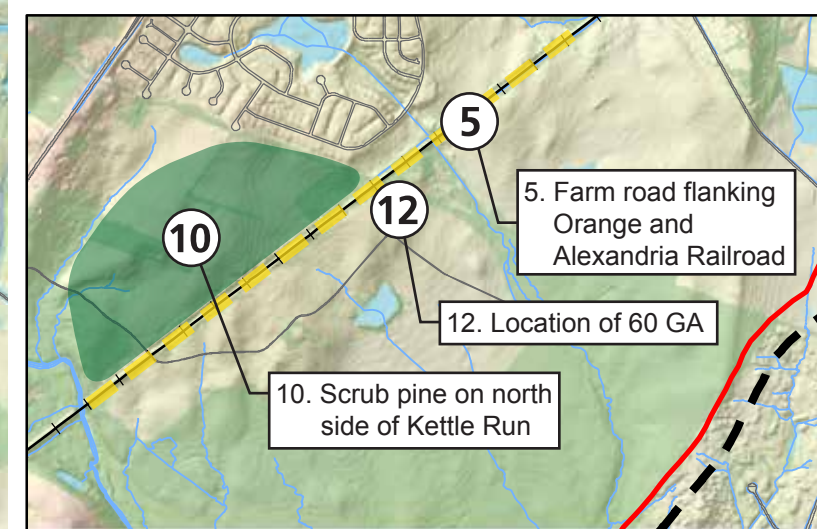 5
5. Farm road flanking
Orange and
Alexandria Railroad
12
10
12. Location of 60 GA
10. Scrub pine on north
side of Kettle Run